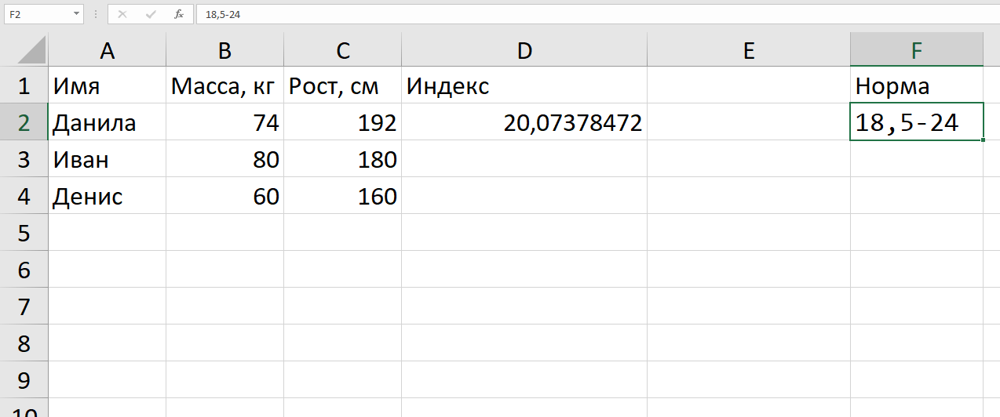 F2 fx 18,5-24
A B C D E F
1 Имя Масса, кг Рост, см Индекс Норма
2 Данила 74 192 20,07378472 18,5-24
3 Иван 80 180
4 Денис 60 160
5
6
7
8
9
10